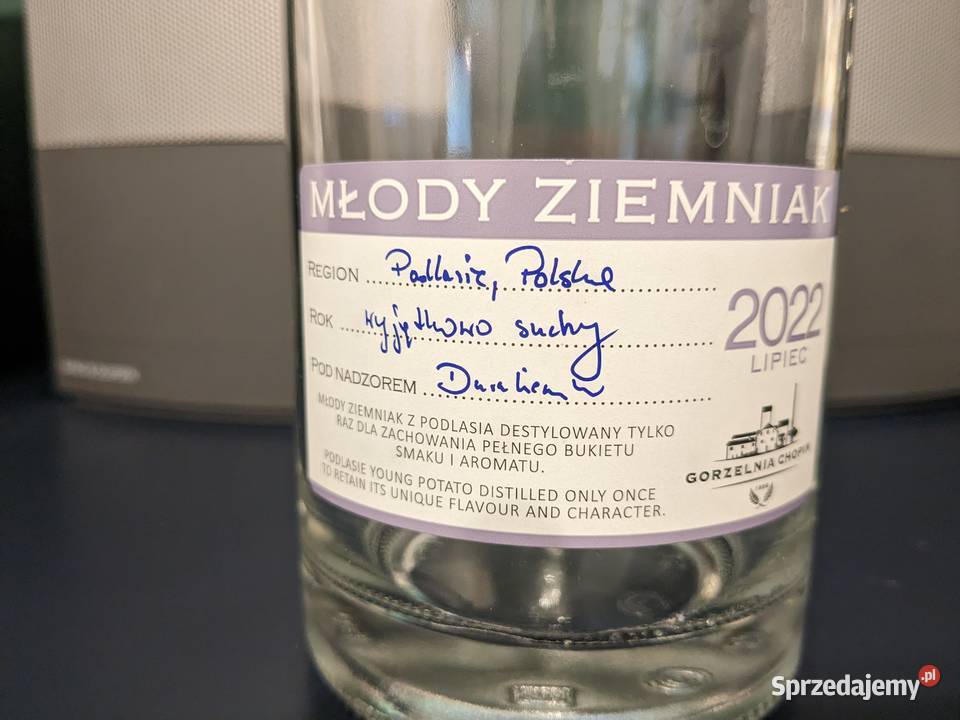 MŁODY ZIEMNIAK
REGION Podlasie, Polska
ROK wyjątkowo suchy
2022
LIPIEC
POD NADZOREM
MŁODY ZIEMNIAK Z PODLASIA DESTYLOWANY TYLKO
RAZ DLA ZACHOWANIA PEŁNEGO BUKIETU
SMAKU I AROMATU.
PODLASIE YOUNG POTATO DISTILLED ONLY ONCE
TO RETAIN ITS UNIQUE FLAVOUR AND CHARACTER.
GORZELNIA CHOPIN
Sprzedajemy.pl